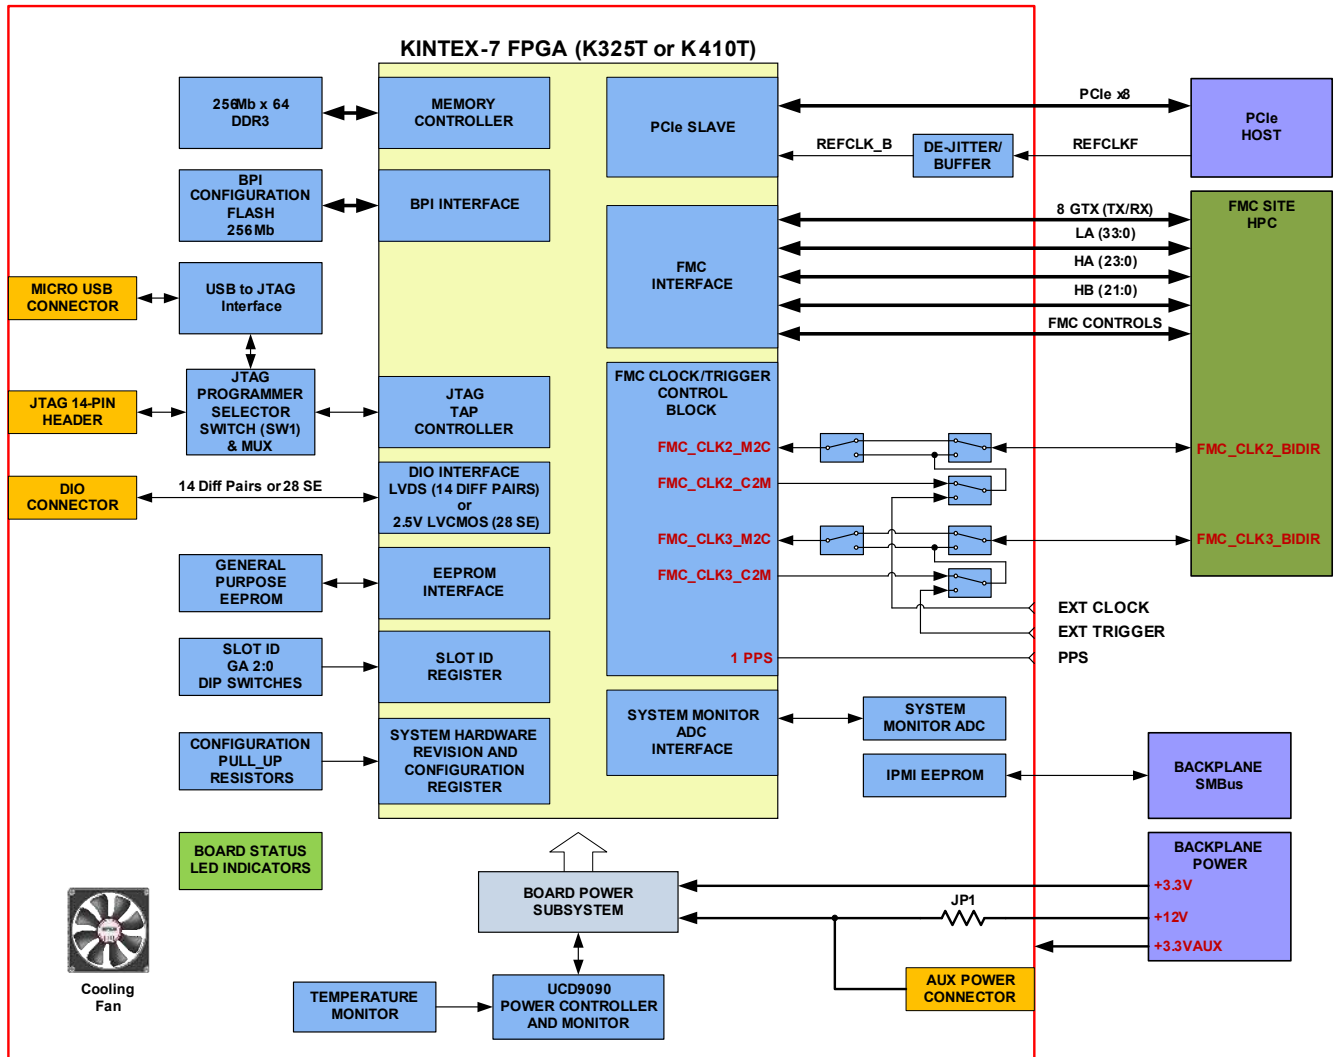 KINTEX-7 FPGA (K325T or K410T)
256Mb x 64
DDR3
MEMORY
CONTROLLER
PCIe SLAVE
PCIe x8
PCIe
HOST
REFCLK_B
DE-JITTER/
BUFFER
REFCLKF
BPI
CONFIGURATION
FLASH
256Mb
BPI INTERFACE
FMC
INTERFACE
8 GTX (TX/RX)
LA (33:0)
HA (23:0)
HB (21:0)
FMC CONTROLS
FMC SITE
HPC
MICRO USB
CONNECTOR
USB to JTAG
Interface
JTAG 14-PIN
HEADER
JTAG
PROGRAMMER
SELECTOR
SWITCH (SW1)
& MUX
JTAG
TAP
CONTROLLER
FMC CLOCK/TRIGGER
CONTROL
BLOCK
FMC_CLK2_M2C
FMC_CLK2_C2M
FMC_CLK3_M2C
FMC_CLK3_C2M
1 PPS
FMC_CLK2_BIDIR
FMC_CLK3_BIDIR
EXT CLOCK
EXT TRIGGER
PPS
DIO
CONNECTOR
14 Diff Pairs or 28 SE
DIO INTERFACE
LVDS (14 DIFF PAIRS)
or
2.5V LVCMOS (28 SE)
GENERAL
PURPOSE
EEPROM
EEPROM
INTERFACE
SLOT ID
GA 2:0
DIP SWITCHES
SLOT ID
REGISTER
CONFIGURATION
PULL_UP
RESISTORS
SYSTEM HARDWARE
REVISION AND
CONFIGURATION
REGISTER
SYSTEM MONITOR
ADC
INTERFACE
SYSTEM
MONITOR ADC
IPMI EEPROM
BACKPLANE
SMBus
BOARD STATUS
LED INDICATORS
BOARD POWER
SUBSYSTEM
JP1
BACKPLANE
POWER
+3.3V
+12V
+3.3VAUX
AUX POWER
CONNECTOR
Cooling
Fan
TEMPERATURE
MONITOR
UCD9090
POWER CONTROLLER
AND MONITOR